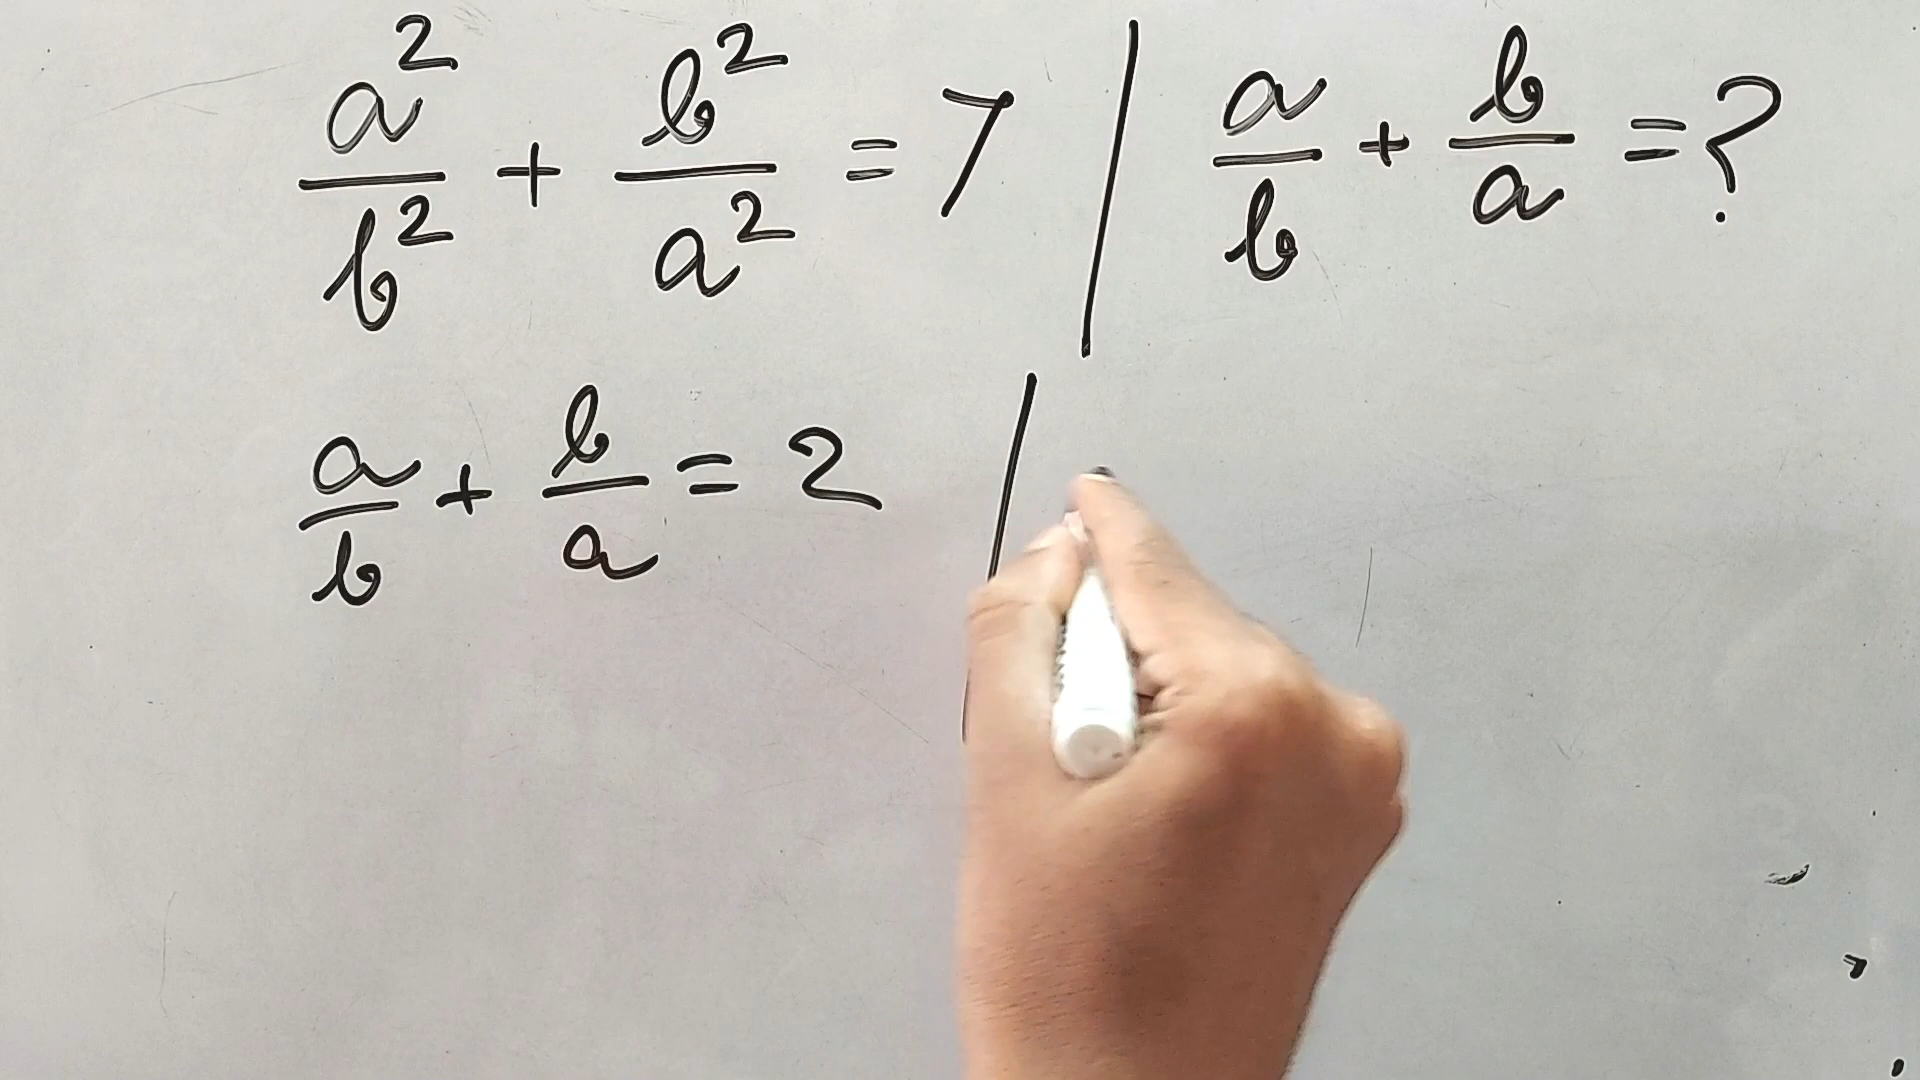 a²/b² + b²/a² = 7 | a/b + b/a = ?
a/b + b/a = 2 |